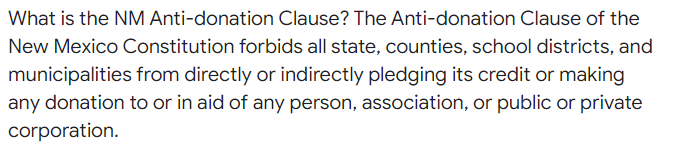 What is the NM Anti-donation Clause? The Anti-donation Clause of the
New Mexico Constitution forbids all state, counties, school districts, and
municipalities from directly or indirectly pledging its credit or making
any donation to or in aid of any person, association, or public or private
corporation.